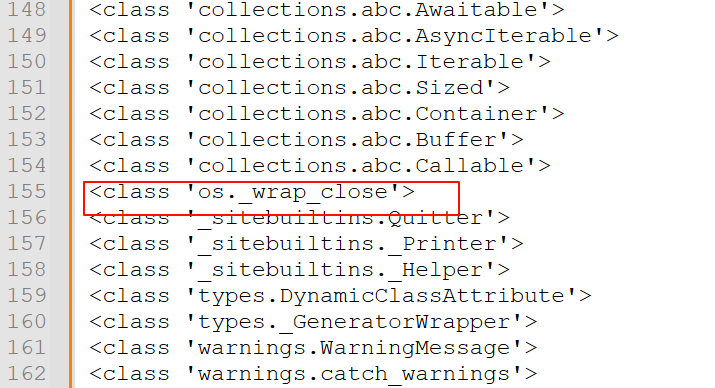 148 <class 'collections.abc.Awaitable'>
149 <class 'collections.abc.AsyncIterable'>
150 <class 'collections.abc.Iterable'>
151 <class 'collections.abc.Sized'>
152 <class 'collections.abc.Container'>
153 <class 'collections.abc.Buffer'>
154 <class 'collections.abc.Callable'>
155 <class 'os._wrap_close'>
156 <class '_sitebuiltins.Quitter'>
157 <class '_sitebuiltins._Printer'>
158 <class '_sitebuiltins._Helper'>
159 <class 'types.DynamicClassAttribute'>
160 <class 'types._GeneratorWrapper'>
161 <class 'warnings.WarningMessage'>
162 <class 'warnings.catch_warnings'>